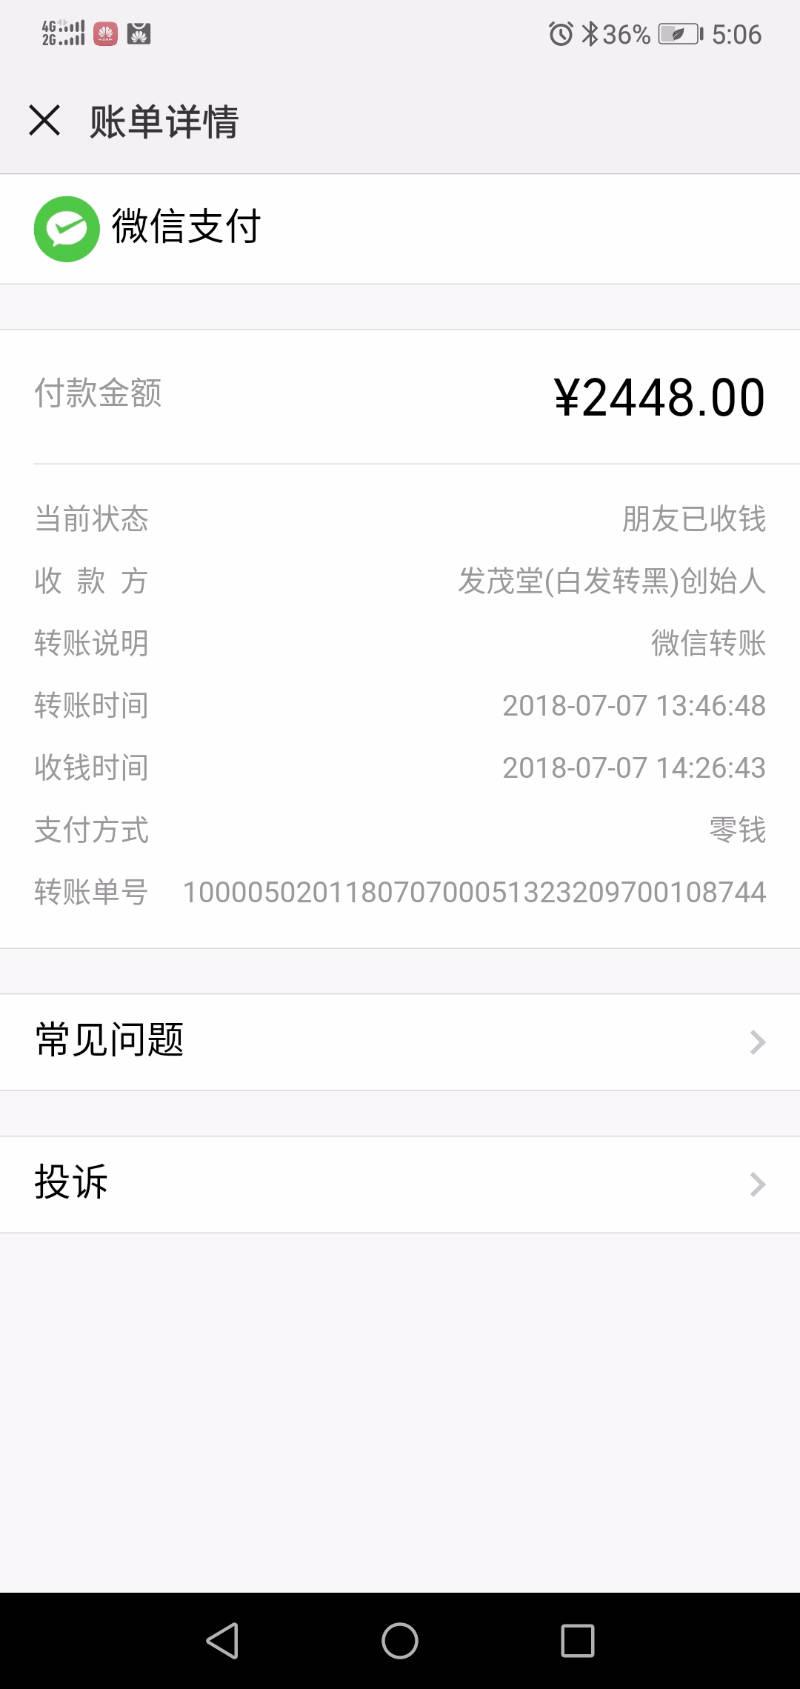 4G
2G
36% 5:06
账单详情
微信支付
付款金额 ¥2448.00
当前状态 朋友已收钱
收 款 方 发茂堂(白发转黑)创始人
转账说明 微信转账
转账时间 2018-07-07 13:46:48
收钱时间 2018-07-07 14:26:43
支付方式 零钱
转账单号 100005020118070700051323209700108744
常见问题
投诉